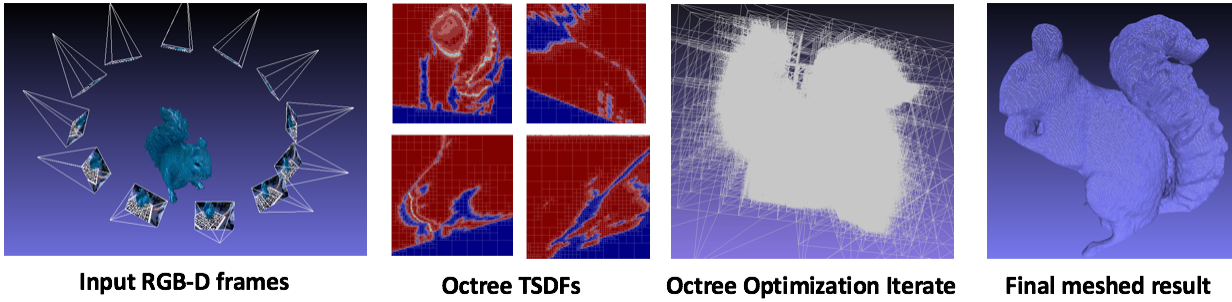 Input RGB-D frames
Octree TSDFs
Octree Optimization Iterate
Final meshed result